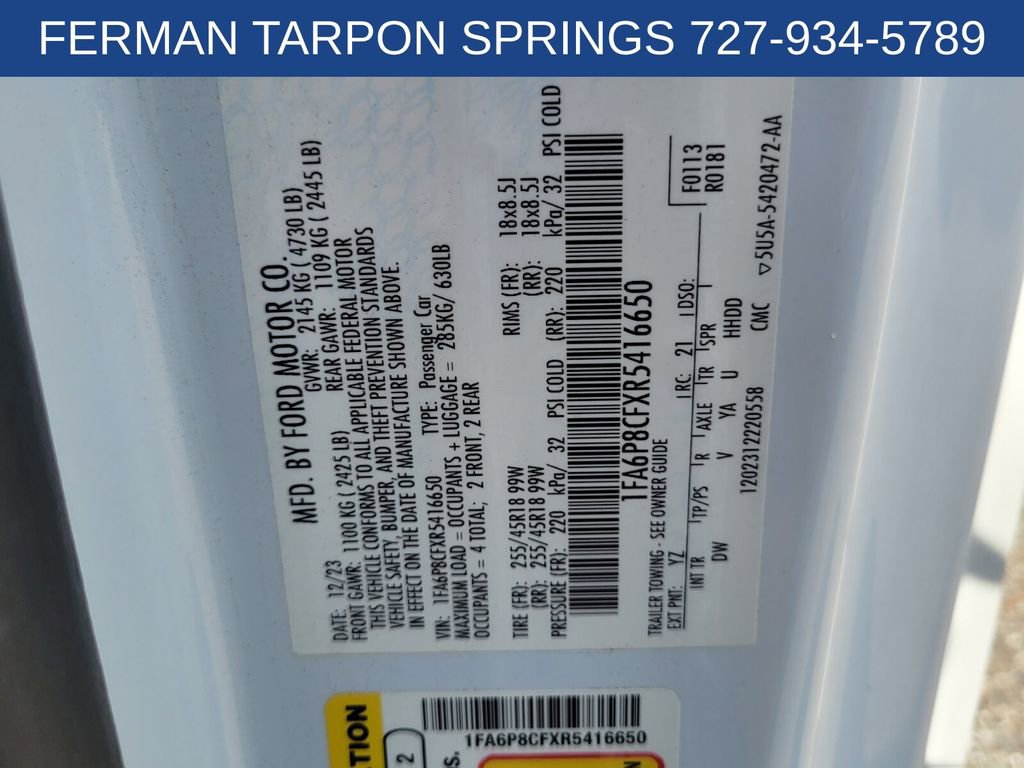 FERMAN TARPON SPRINGS 727-934-5789
MFD. BY FORD MOTOR CO.
DATE: 12/23 GVWR: 2145 KG ( 4730 LB)
FRONT GAWR: 1100 KG ( 2425 LB) REAR GAWR: 1109 KG ( 2445 LB)
THIS VEHICLE CONFORMS TO ALL APPLICABLE FEDERAL MOTOR
VEHICLE SAFETY, BUMPER, AND THEFT PREVENTION STANDARDS
IN EFFECT ON THE DATE OF MANUFACTURE SHOWN ABOVE.
VIN: 1FA6P8CFXR5416650 TYPE: Passenger Car
MAXIMUM LOAD = OCCUPANTS + LUGGAGE = 285KG/ 630LB
OCCUPANTS = 4 TOTAL; 2 FRONT, 2 REAR
TIRE (FR): 255/45R18 99W RIMS (FR): 18x8.5J
(RR): 255/45R18 99W (RR): 18x8.5J
PRESSURE (FR): 220 kPa/ 32 PSI COLD (RR): 220 kPa/ 32 PSI COLD
1FA6P8CFXR5416650
TRAILER TOWING - SEE OWNER GUIDE
EXT PNT: YZ RC: 21 DSO: F0113
R0181
INT TR TP/PS R AXLE TR SPR T
DW V YA U HHDD
1202312220558 CMC ▽5U5A-5420472-AA
1FA6P8CFXR5416650
2